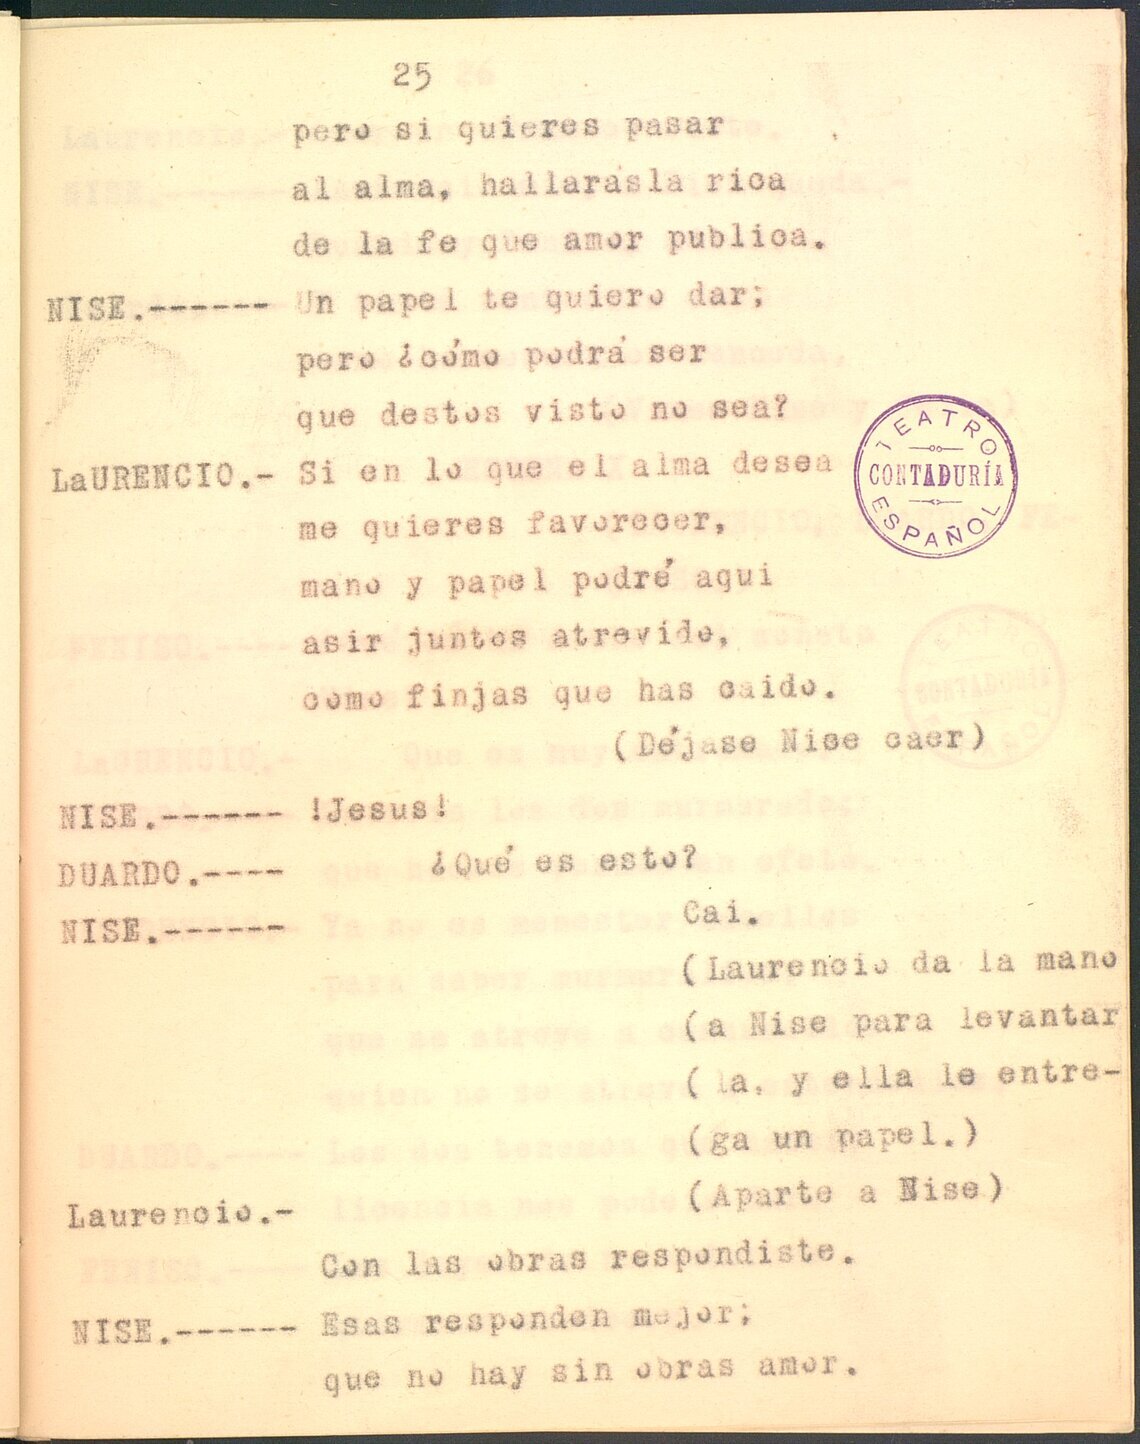 25
pero si quieres pasar
al alma, hallarásla rica
de la fe que amor publica.
NISE.------ Un papel te quiero dar;
pero ¿cómo podrá ser
que destos visto no sea?
LaURENCIO.- Si en lo que el alma desea
me quieres favorecer,
mano y papel podré aqui
asir juntos atrevido,
como finjas que has caido.
(Déjase Nise caer)
NISE.------ !Jesus!
DUARDO.---- ¿Qué es esto?
NISE.------ Cai.
(Laurencio da la mano
(a Nise para levantar
(la, y ella le entre-
(ga un papel.)
Laurencio.- (Aparte a Nise)
Con las obras respondiste.
NISE.------ Esas responden mejor;
que no hay sin obras amor.
TEATRO
CONTADURÍA
ESPAÑOL